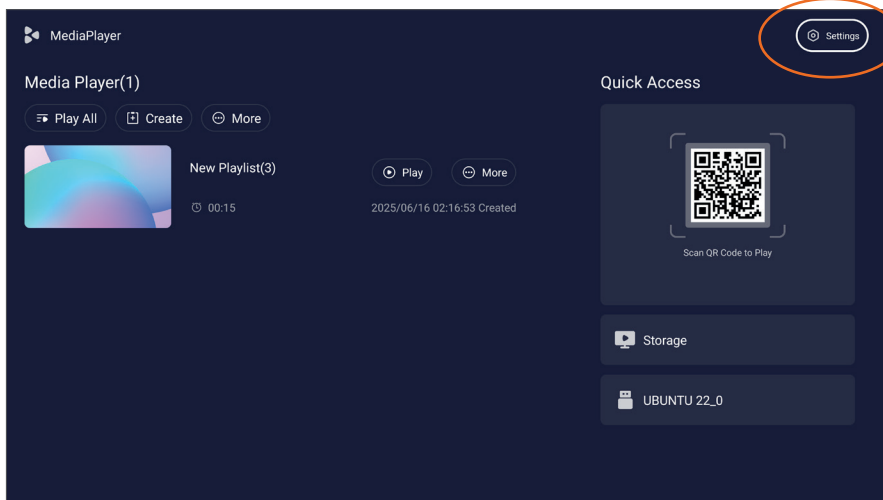 MediaPlayer
Settings
Media Player(1)
Play All
Create
More
New Playlist(3)
Play
More
00:15
2025/06/16 02:16:53 Created
Quick Access
Scan QR Code to Play
Storage
UBUNTU 22_0